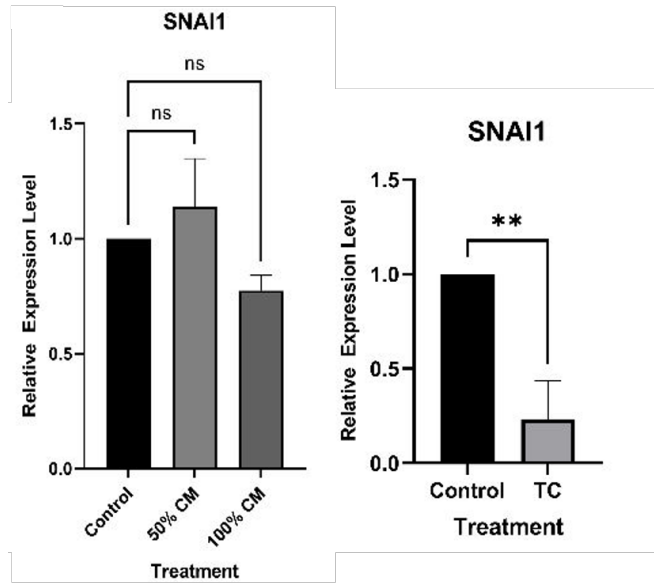 SNAI1
ns
ns
1.5
1.0
0.5
0.0
Relative Expression Level
Control
50% CM
100% CM
Treatment
SNAI1
**
1.5
1.0
0.5
0.0
Relative Expression Level
Control
TC
Treatment